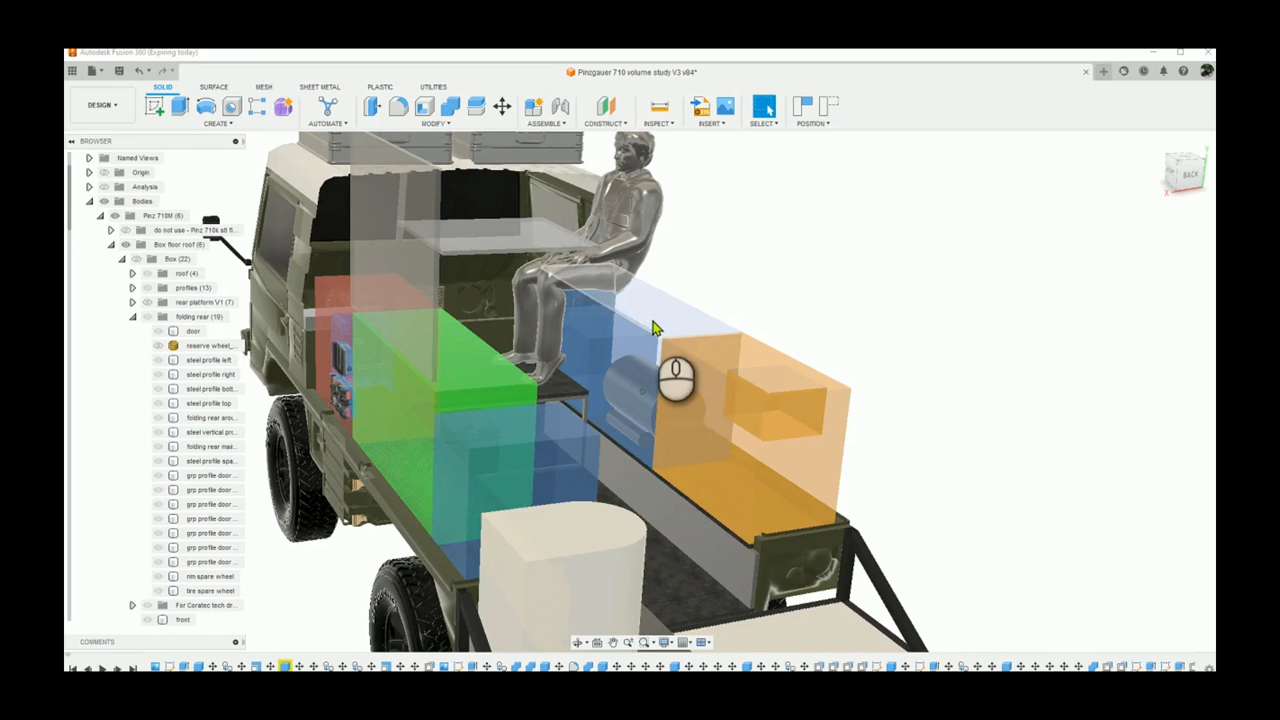 Autodesk Fusion 360 (Expiring today)
Pinzgauer 710 volume study V3 v84*
SOLID SURFACE MESH SHEET METAL PLASTIC UTILITIES
DESIGN
CREATE AUTOMATE MODIFY ASSEMBLE CONSTRUCT INSPECT INSERT SELECT POSITION
BROWSER
Named Views
Origin
Analysis
Bodies
Pinz 710M (6)
do not use - Pinz 710k stl fi...
Box floor roof (6)
Box (22)
roof (4)
profiles (13)
rear platform V1 (7)
folding rear (19)
door
reserve wheel_...
steel profile left
steel profile right
steel profile bott...
steel profile top
folding rear arou...
steel vertical pro...
folding rear mai...
steel profile spa...
grp profile door ...
grp profile door ...
grp profile door ...
grp profile door ...
grp profile door ...
grp profile door ...
grp profile door ...
rim spare wheel
tire spare wheel
For Coratec tech dr...
front
COMMENTS
BACK
X